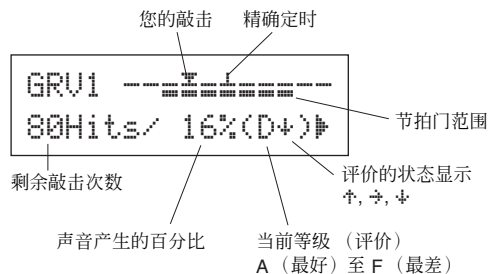 您的敲击 精确定时
GRV1
80Hits/ 16%(D↓)
节拍门范围
剩余敲击次数
评价的状态显示
↑, →, ↓
声音产生的百分比
当前等级 （评价）
A （最好）至 F （最差）